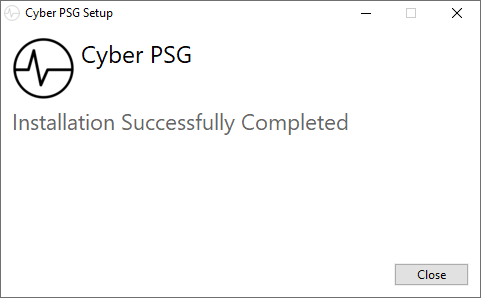 Cyber PSG Setup
Cyber PSG
Installation Successfully Completed
Close